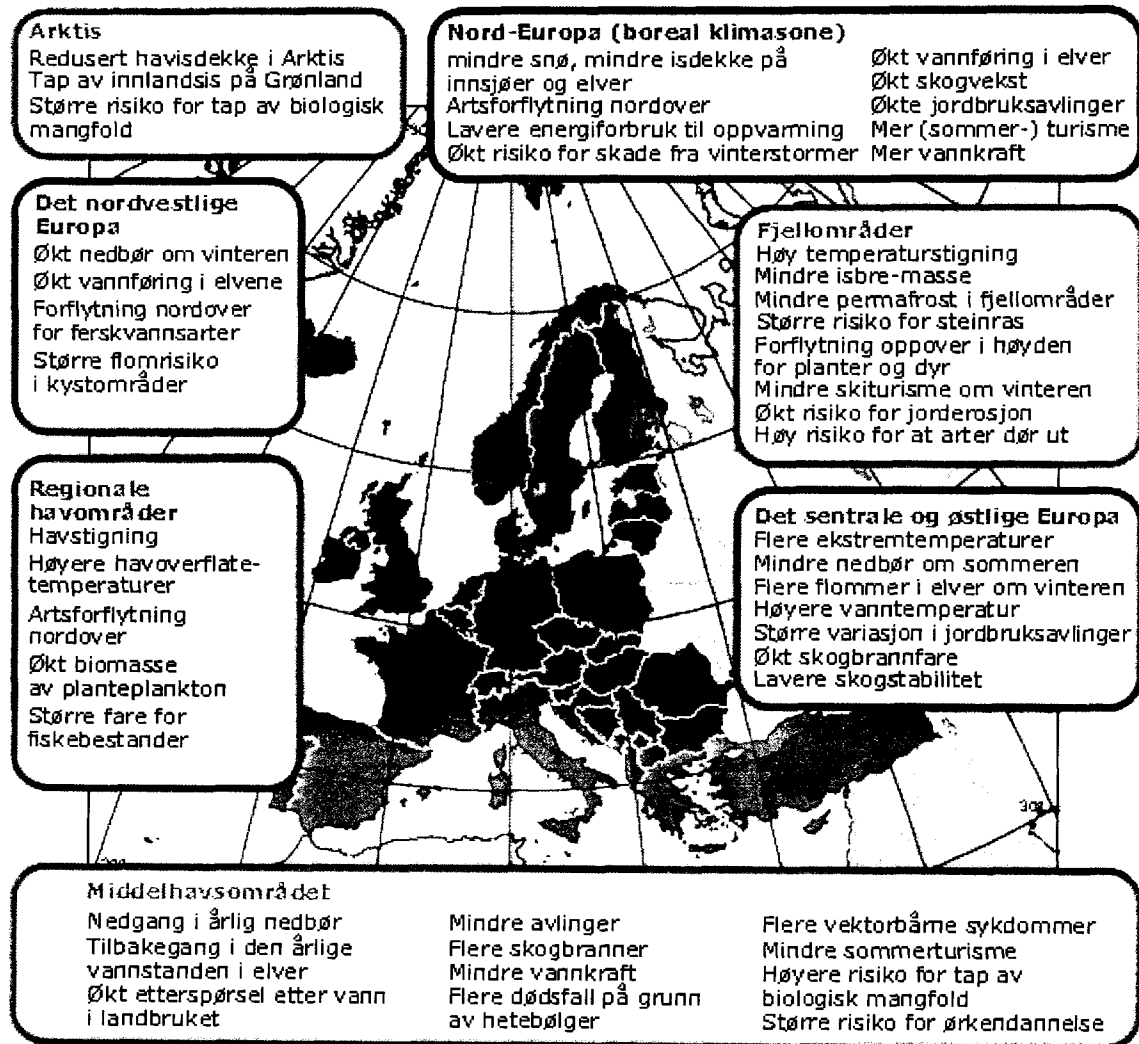 Arktis
Redusert havisdekke i Arktis
Tap av innlandsis på Grønland
Større risiko for tap av biologisk
mangfold
Nord-Europa (boreal klimasone)
mindre snø, mindre isdekke på
innsjøer og elver
Artsforflytning nordover
Lavere energiforbruk til oppvarming
Økt risiko for skade fra vinterstormer
Økt vannføring i elver
Økt skogvekst
Økte jordbruksavlinger
Mer (sommer-) turisme
Mer vannkraft
Det nordvestlige
Europa
Økt nedbør om vinteren
Økt vannføring i elvene
Forflytning nordover
for ferskvannsarter
Større flomrisiko
i kystområder
Fjellområder
Høy temperaturstigning
Mindre isbre-masse
Mindre permafrost i fjellområder
Større risiko for steinras
Forflytning oppover i høyden
for planter og dyr
Mindre skiturisme om vinteren
Økt risiko for jorderosjon
Høy risiko for at arter dør ut
Regionale
havområder
Havstigning
Høyere havoverflate-
temperaturer
Artsforflytning
nordover
Økt biomasse
av planteplankton
Større fare for
fiskebestander
Det sentrale og østlige Europa
Flere ekstremtemperaturer
Mindre nedbør om sommeren
Flere flommer i elver om vinteren
Høyere vanntemperatur
Større variasjon i jordbruksavlinger
Økt skogbrannfare
Lavere skogstabilitet
Middelhavsområdet
Nedgang i årlig nedbør
Tilbakegang i den årlige
vannstanden i elver
Økt etterspørsel etter vann
i landbruket
Mindre avlinger
Flere skogbranner
Mindre vannkraft
Flere dødsfall på grunn
av hetebølger
Flere vektorbårne sykdommer
Mindre sommerturisme
Høyere risiko for tap av
biologisk mangfold
Større risiko for ørkendannelse